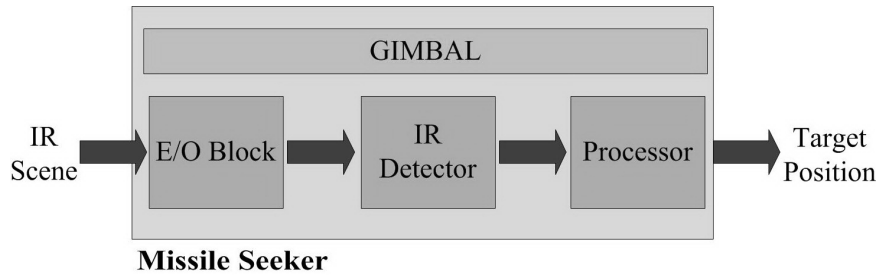 GIMBAL
IR
Scene
E/O Block
IR
Detector
Processor
Target
Position
Missile Seeker